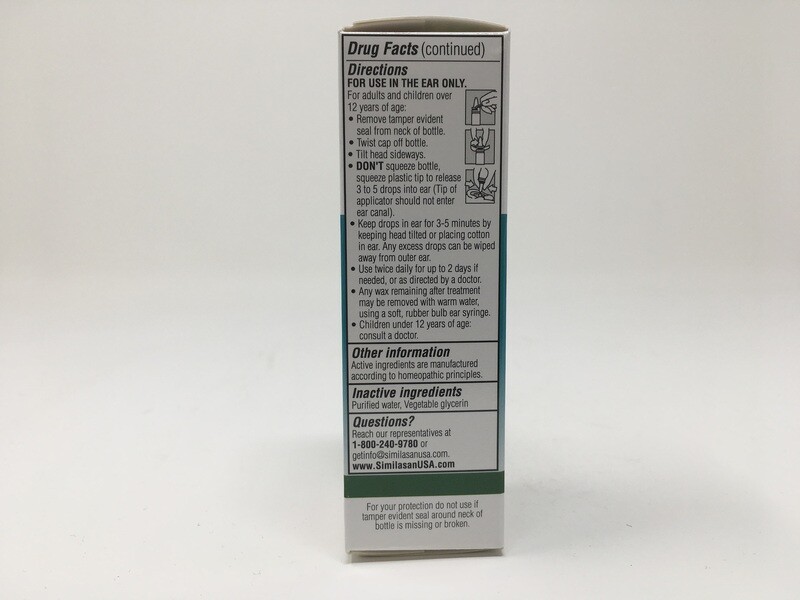 Drug Facts (continued)
Directions
FOR USE IN THE EAR ONLY.
For adults and children over
12 years of age:
• Remove tamper evident
seal from neck of bottle.
• Twist cap off bottle.
• Tilt head sideways.
• DON'T squeeze bottle,
squeeze plastic tip to release
3 to 5 drops into ear (Tip of
applicator should not enter
ear canal).
• Keep drops in ear for 3-5 minutes by
keeping head tilted or placing cotton
in ear. Any excess drops can be wiped
away from outer ear.
• Use twice daily for up to 2 days if
needed, or as directed by a doctor.
• Any wax remaining after treatment
may be removed with warm water,
using a soft, rubber bulb ear syringe.
• Children under 12 years of age:
consult a doctor.
Other information
Active ingredients are manufactured
according to homeopathic principles.
Inactive ingredients
Purified water, Vegetable glycerin
Questions?
Reach our representatives at
1-800-240-9780 or
getinfo@similasanusa.com.
www.SimilasanUSA.com
For your protection do not use if
tamper evident seal around neck of
bottle is missing or broken.